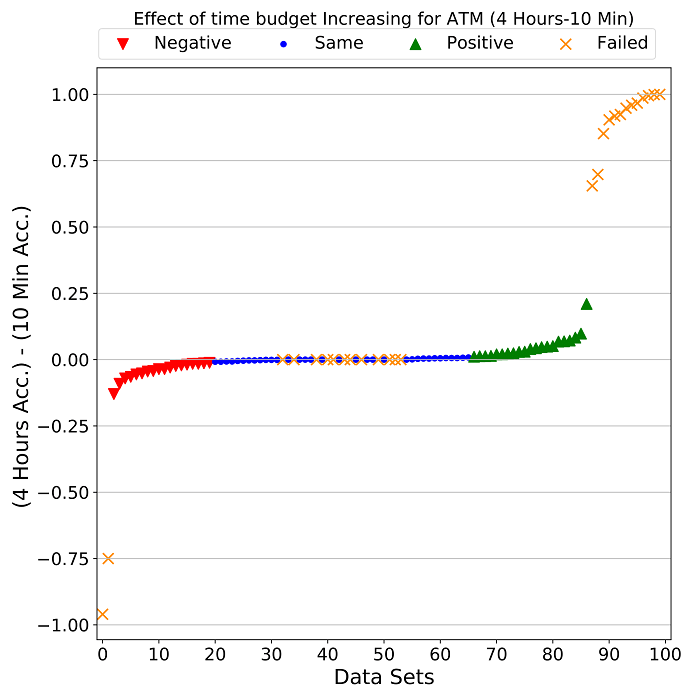 Effect of time budget Increasing for ATM (4 Hours-10 Min)
Negative Same Positive Failed
(4 Hours Acc.) - (10 Min Acc.)
1.00
0.75
0.50
0.25
0.00
−0.25
−0.50
−0.75
−1.00
0 10 20 30 40 50 60 70 80 90 100
Data Sets